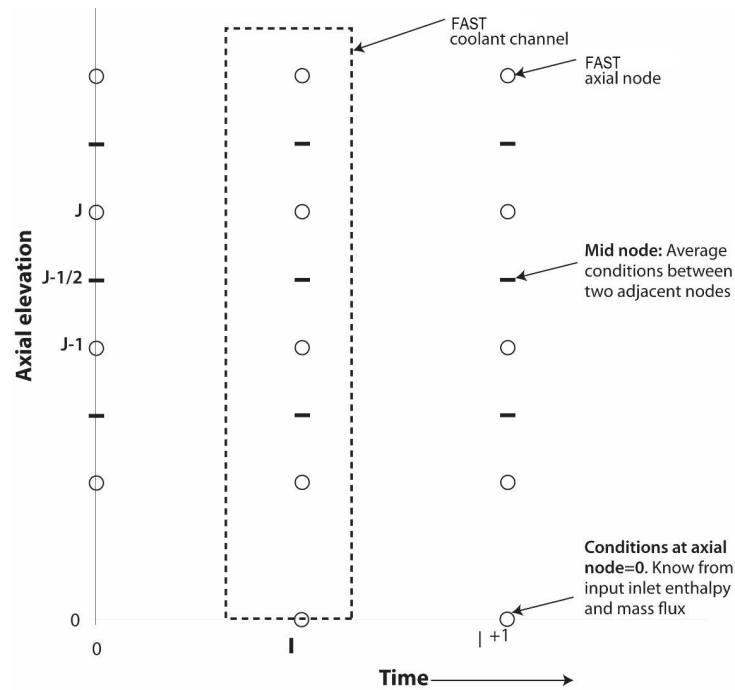 FAST
coolant channel
FAST
axial node
J
Mid node: Average
conditions between
two adjacent nodes
J-1/2
Axial elevation
J-1
Conditions at axial
node=0. Know from
input inlet enthalpy
and mass flux
0
0
I
I +1
Time